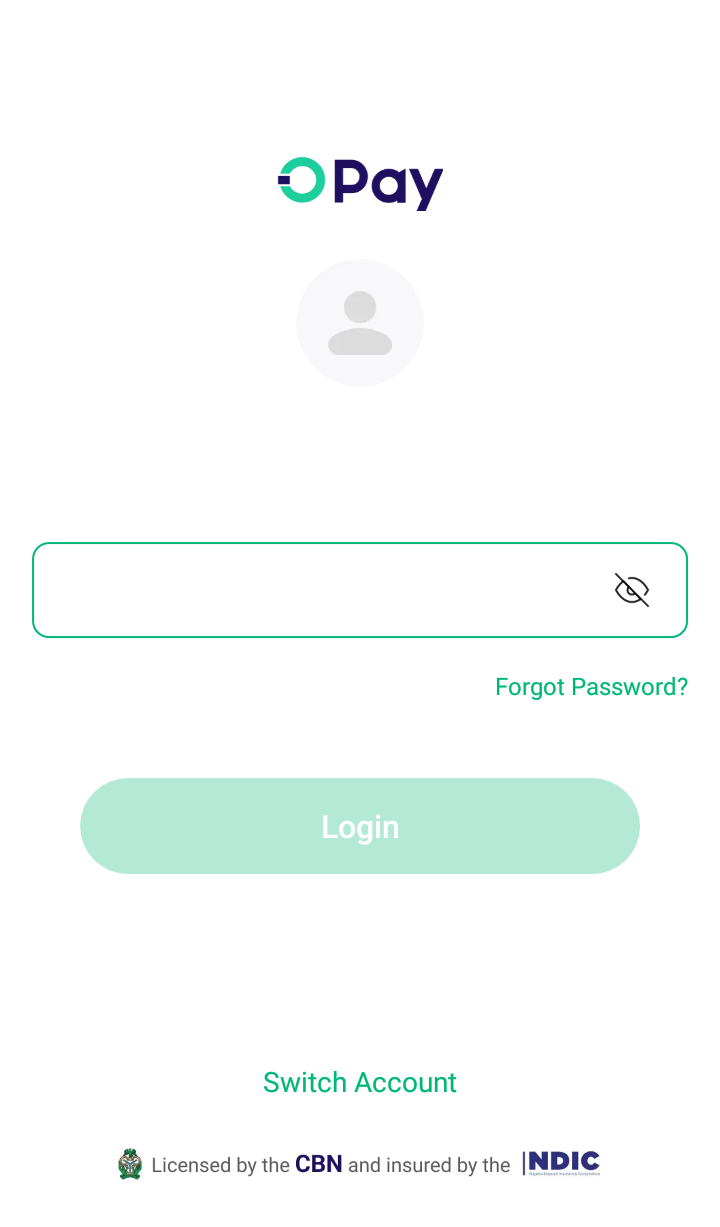 OPay
Forgot Password?
Login
Switch Account
Licensed by the CBN and insured by the NDIC